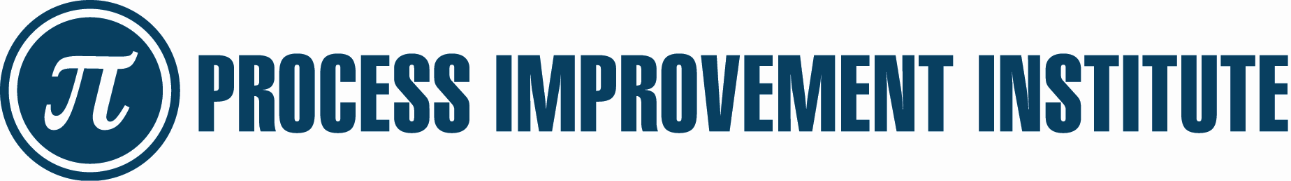 π PROCESS IMPROVEMENT INSTITUTE